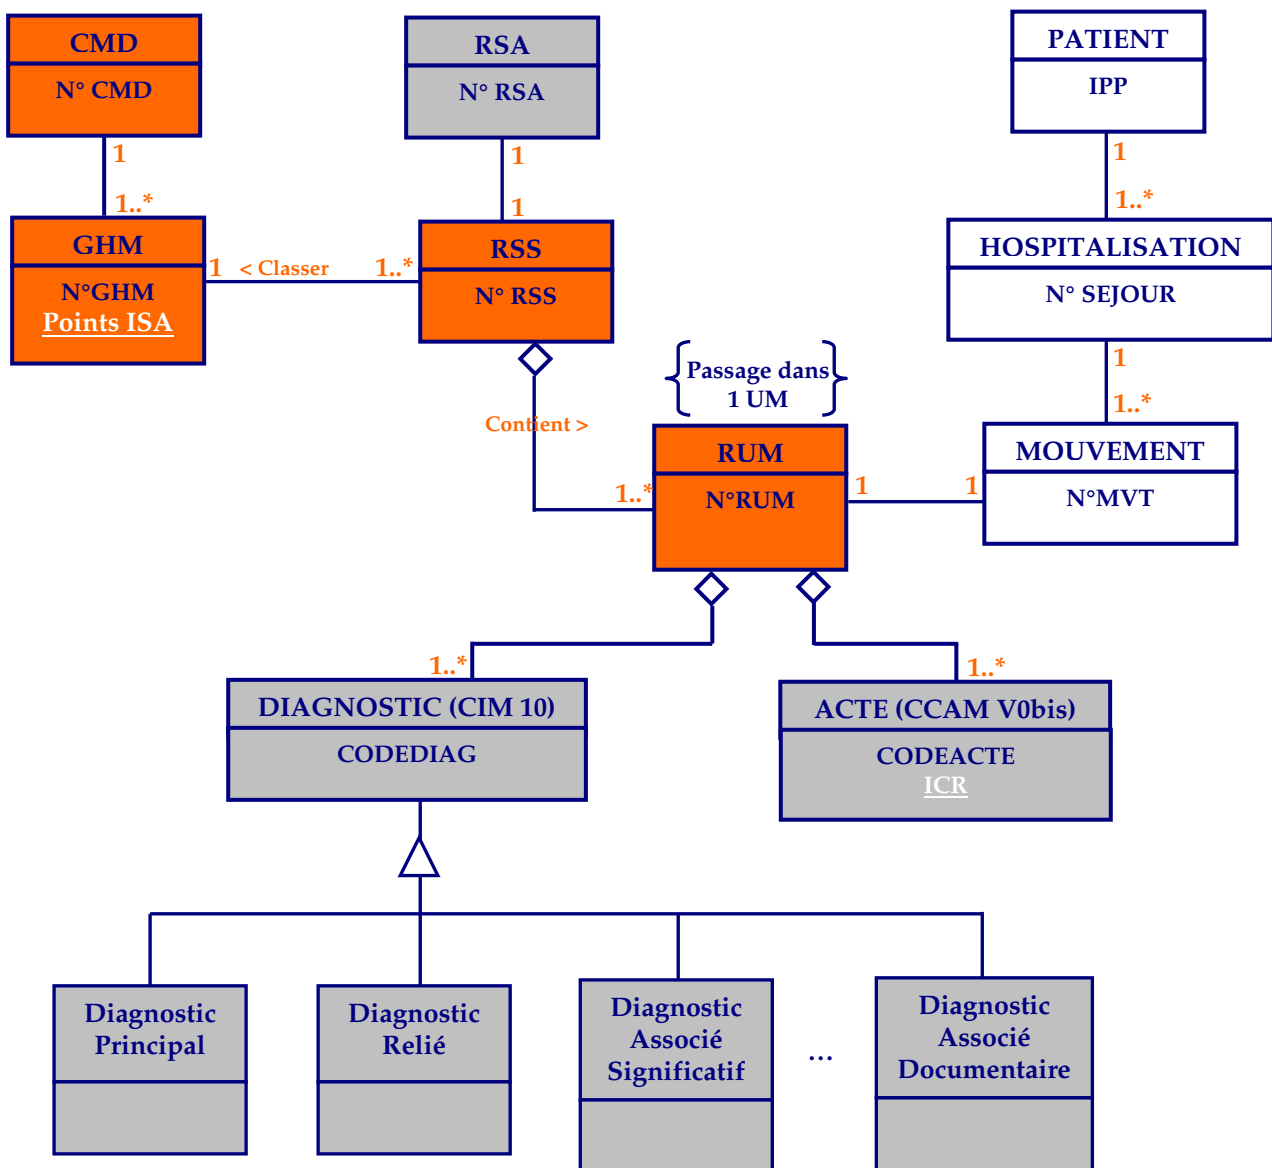 CMD
N° CMD
RSA
N° RSA
PATIENT
IPP
1
1..*
1
1
1
1..*
GHM
N°GHM
Points ISA
1 < Classer 1..*
RSS
N° RSS
HOSPITALISATION
N° SEJOUR
Contient >
1..*
Passage dans
1 UM
1
1..*
RUM
N°RUM
1 1
MOUVEMENT
N°MVT
1..*
1..*
DIAGNOSTIC (CIM 10)
CODEDIAG
ACTE (CCAM V0bis)
CODEACTE
ICR
Diagnostic
Principal
Diagnostic
Relié
Diagnostic
Associé
Significatif
...
Diagnostic
Associé
Documentaire